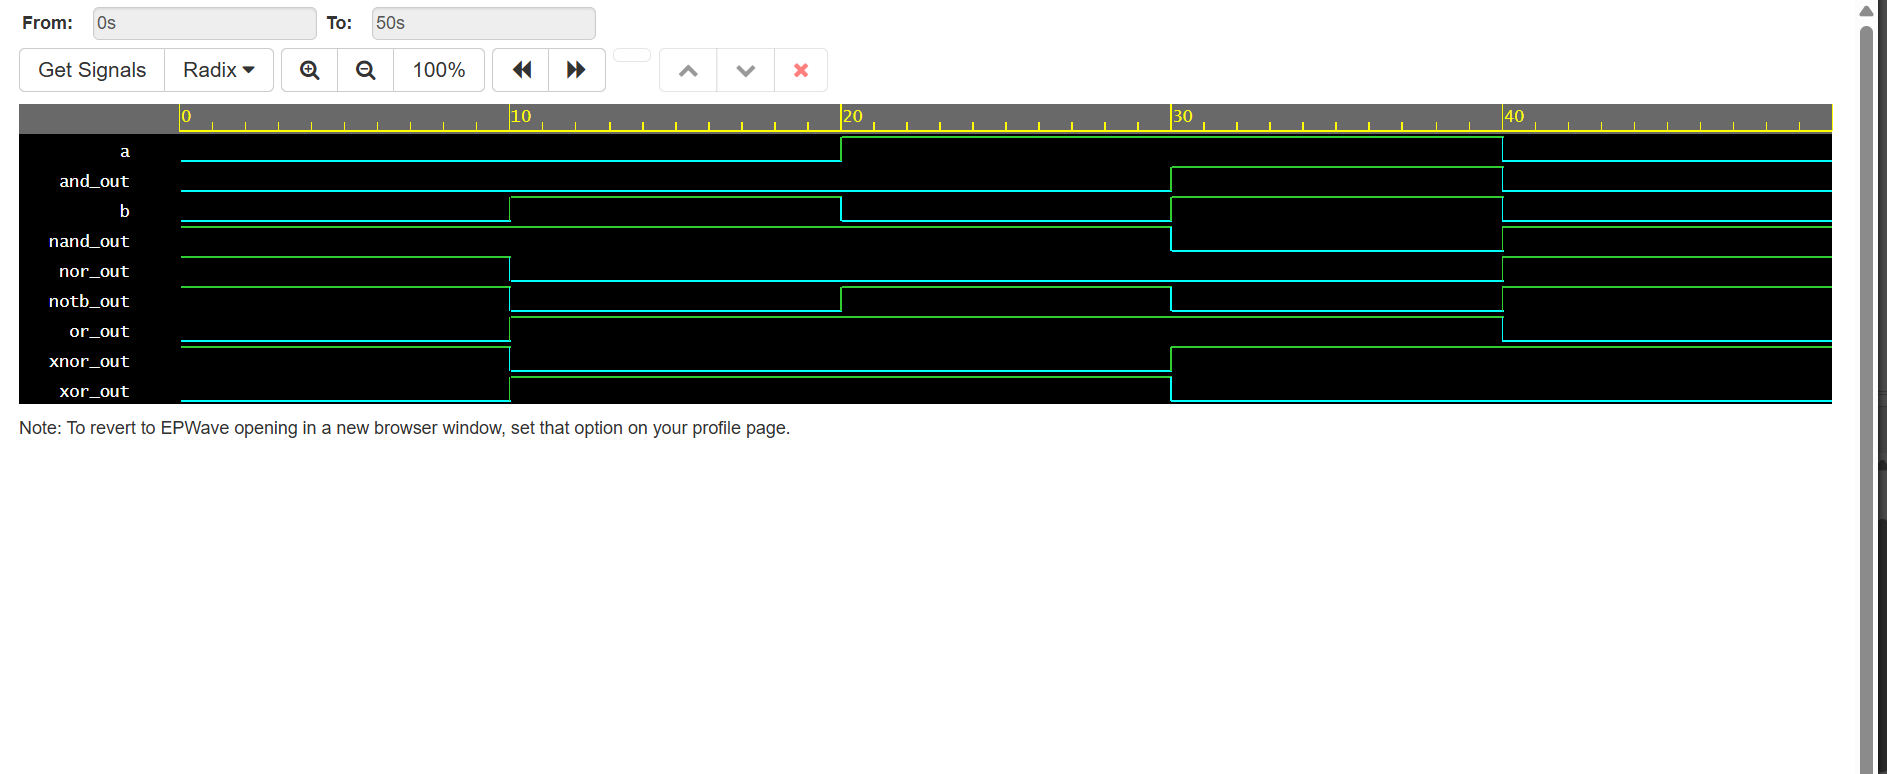 From: 0s To: 50s
Get Signals Radix 100%
0 10 20 30 40
a
and_out
b
nand_out
nor_out
notb_out
or_out
xnor_out
xor_out
Note: To revert to EPWave opening in a new browser window, set that option on your profile page.